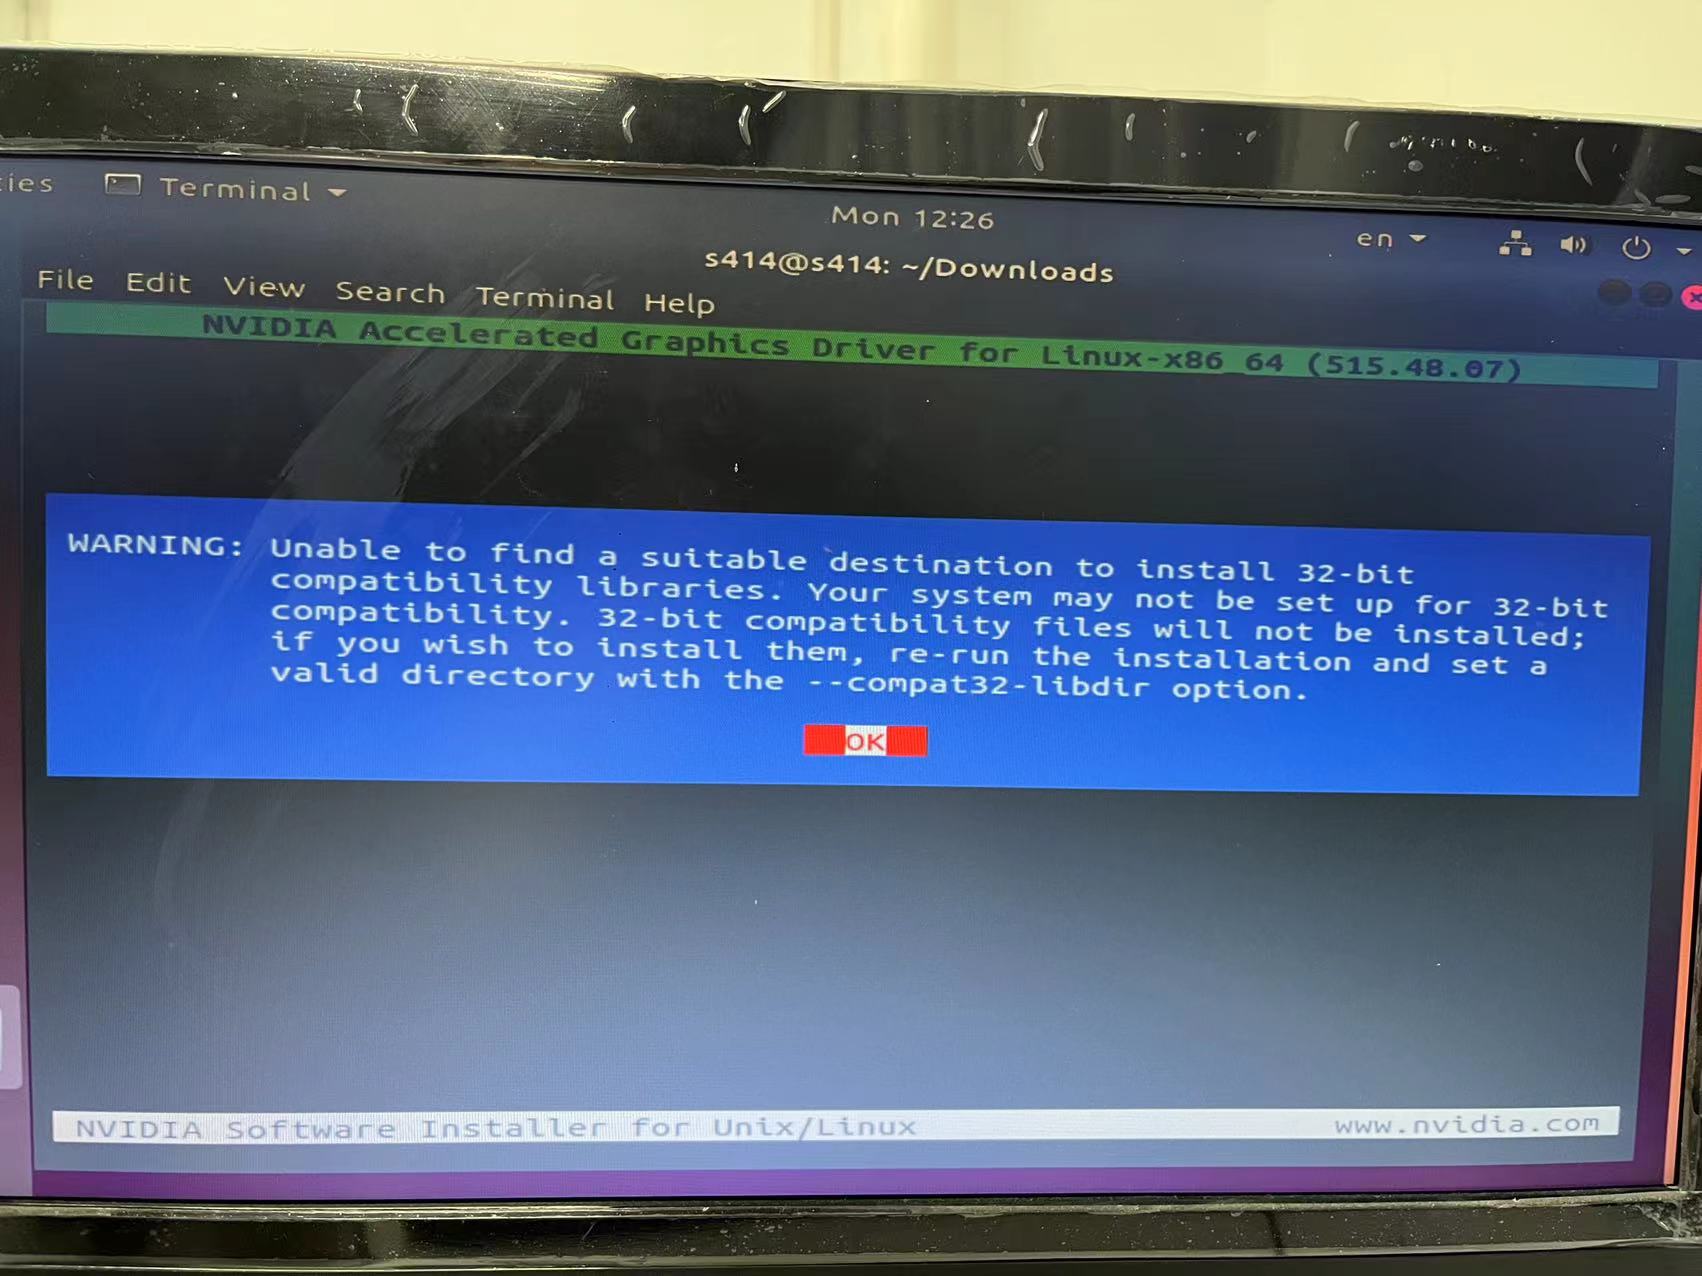 ies Terminal
Mon 12:26
en
s414@s414: ~/Downloads
File Edit View Search Terminal Help
NVIDIA Accelerated Graphics Driver for Linux-x86 64 (515.48.07)
WARNING: Unable to find a suitable destination to install 32-bit
compatibility libraries. Your system may not be set up for 32-bit
compatibility. 32-bit compatibility files will not be installed;
if you wish to install them, re-run the installation and set a
valid directory with the --compat32-libdir option.
OK
NVIDIA Software Installer for Unix/Linux www.nvidia.com